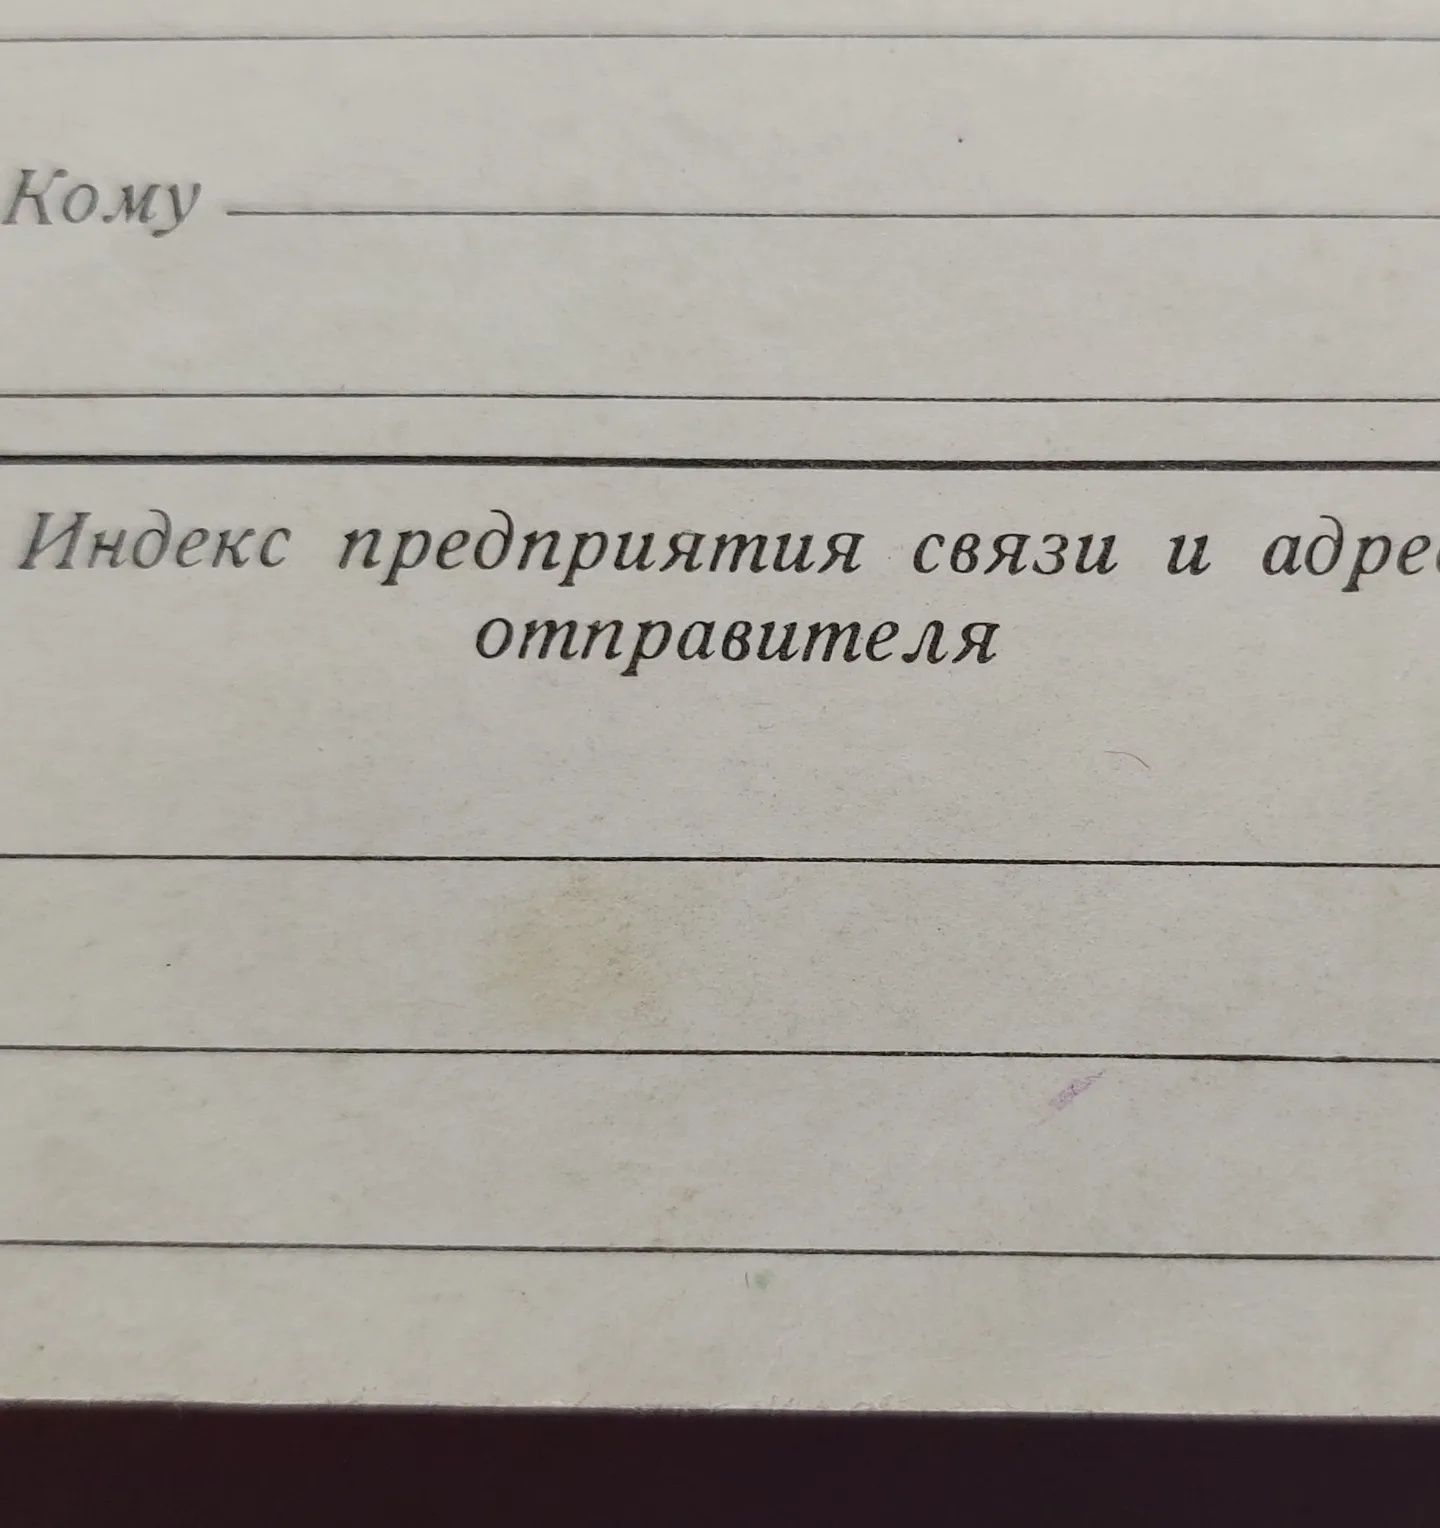 Кому
Индекс предприятия связи и адре
отправителя